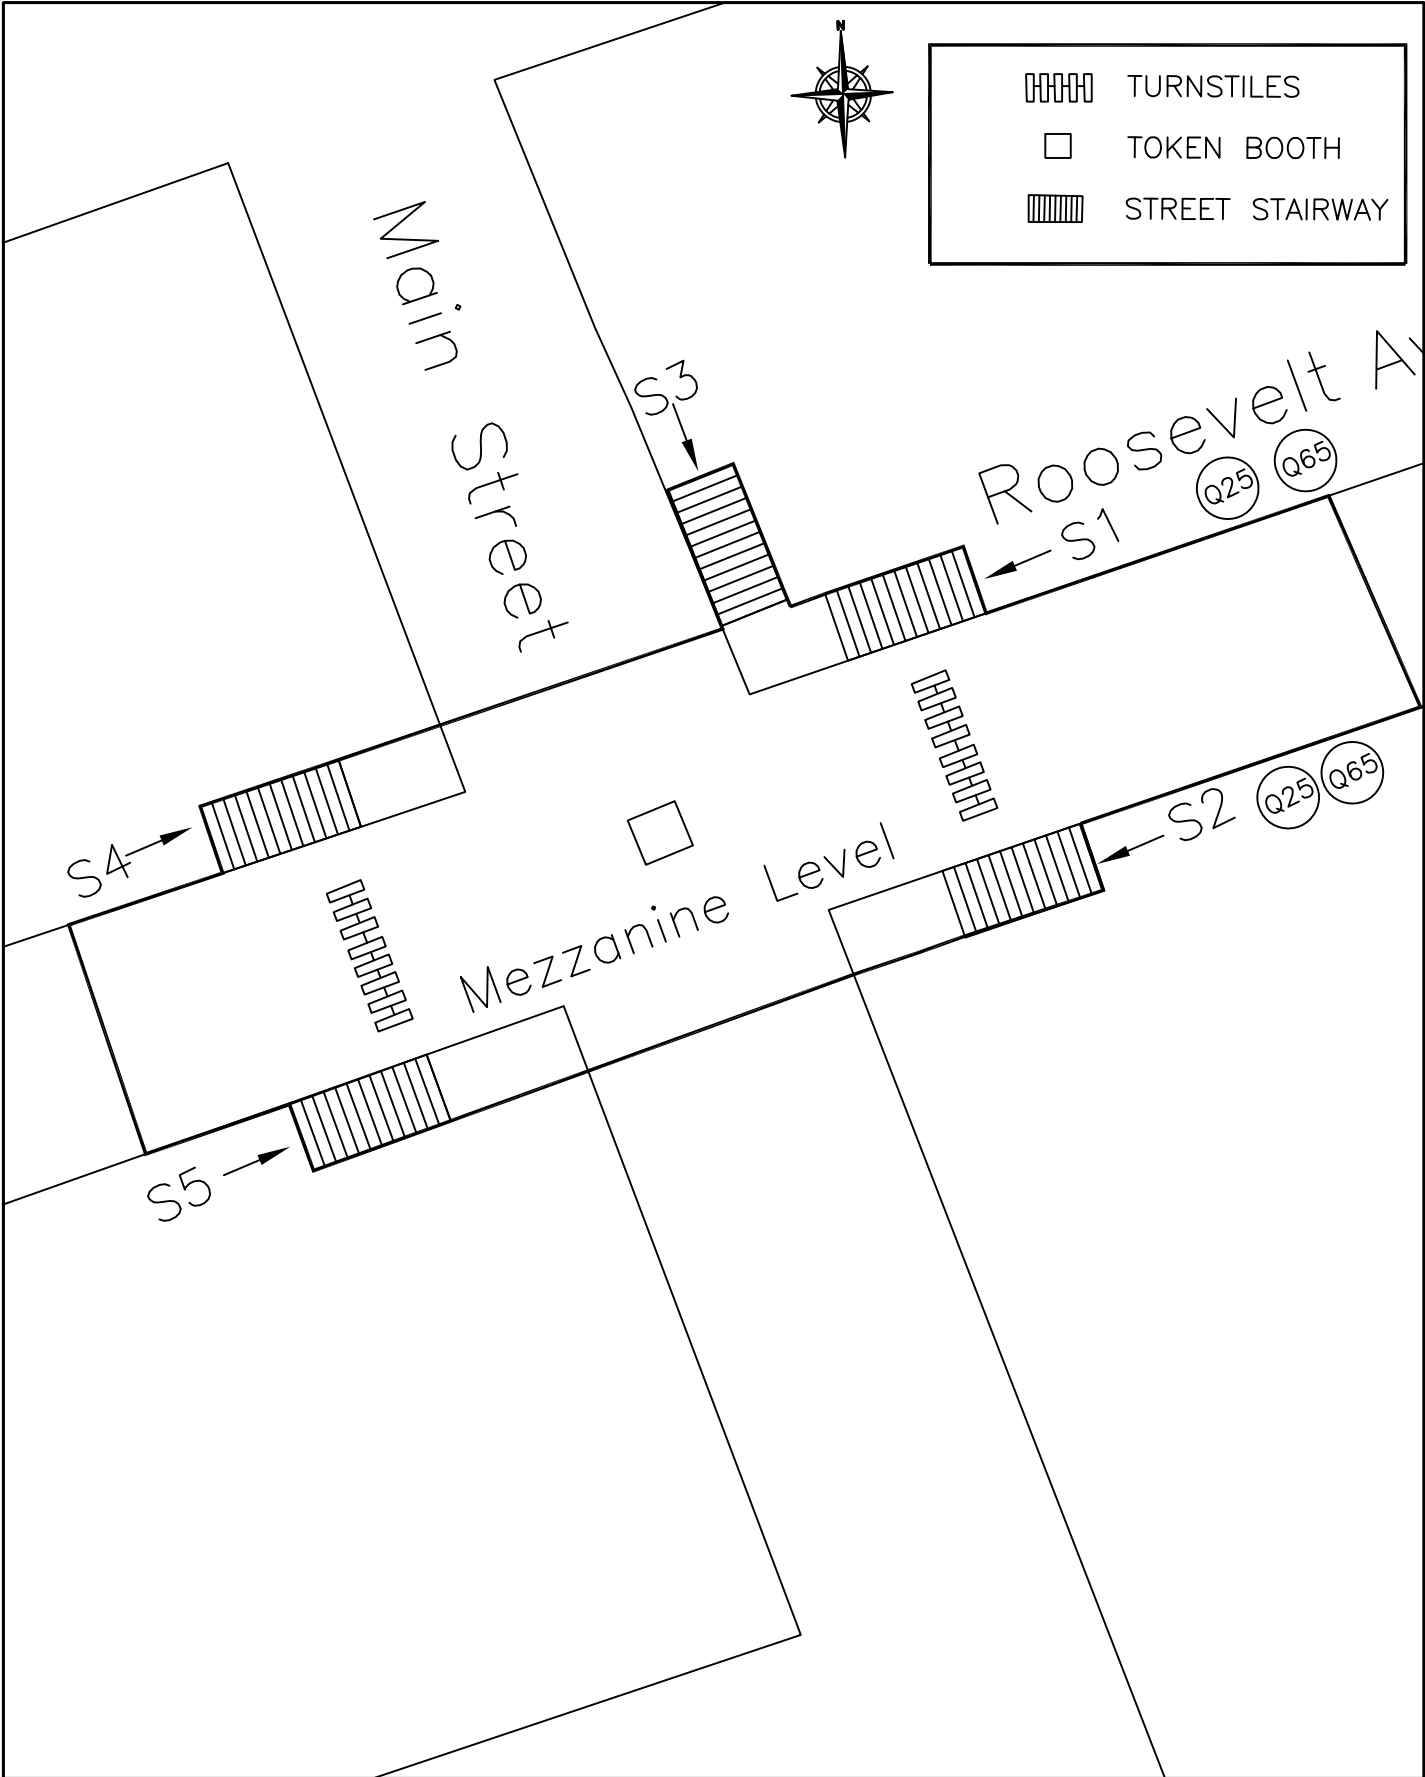 N
TURNSTILES
TOKEN BOOTH
STREET STAIRWAY
Main Street
S3
Roosevelt Av
Q25
Q65
S1
S4
Mezzanine Level
S2
Q25
Q65
S5